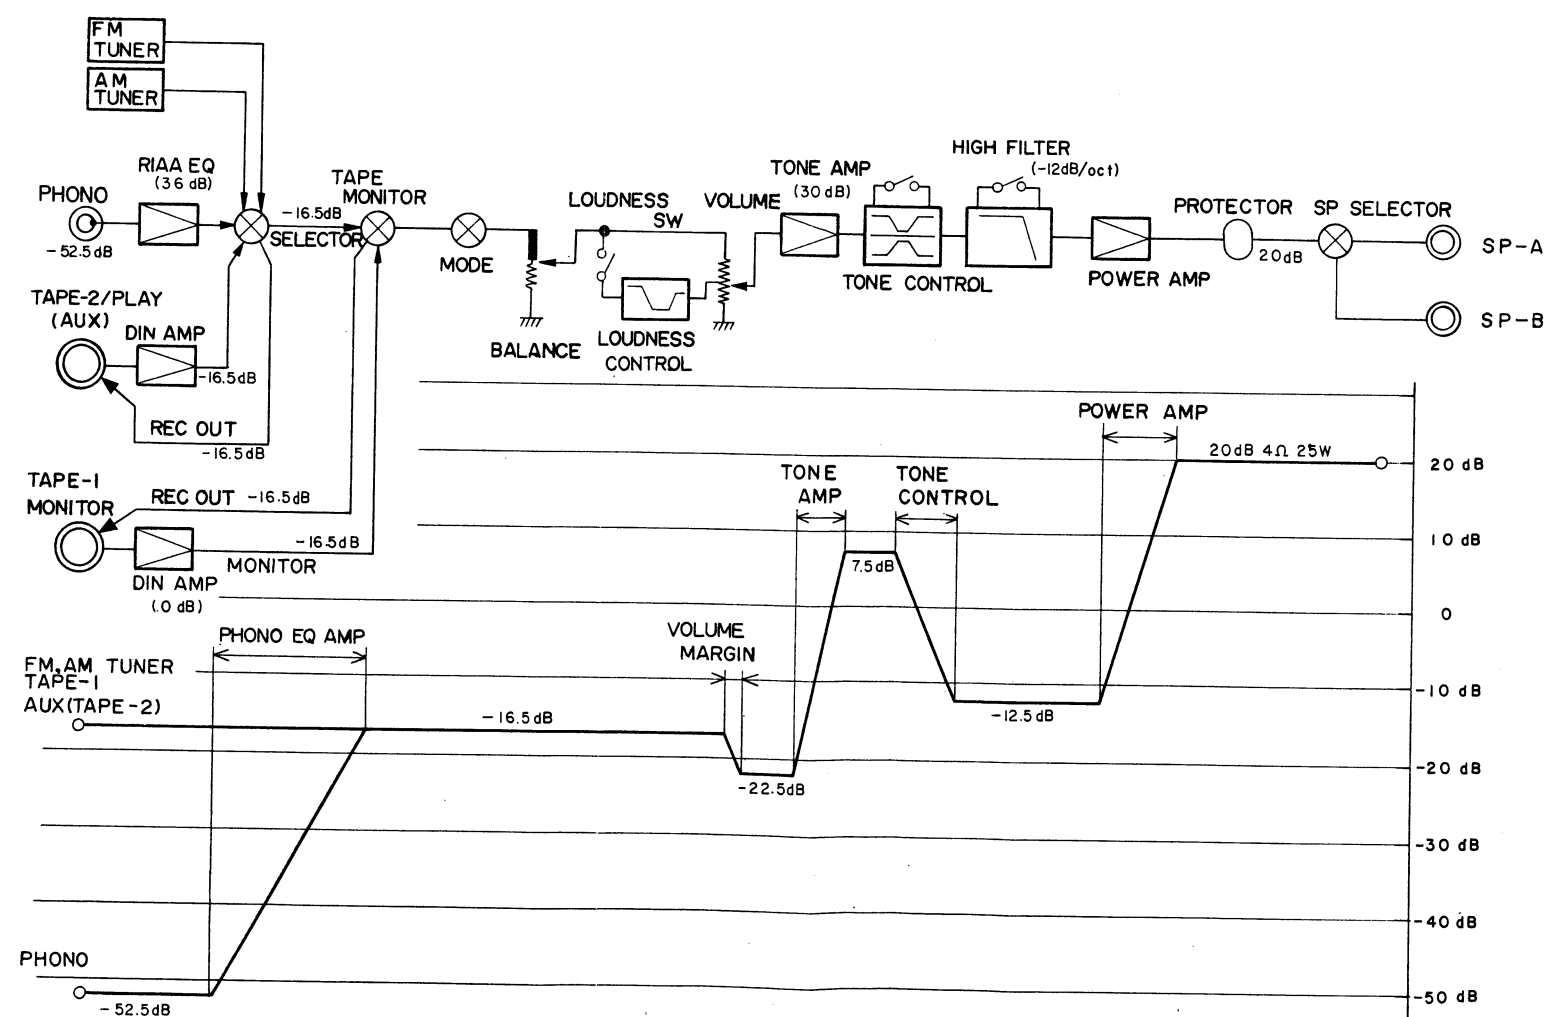 FM
TUNER
AM
TUNER
RIAA EQ
(36 dB)
PHONO
-52.5dB
-16.5dB
SELECTOR
TAPE
MONITOR
MODE
BALANCE
LOUDNESS
SW
LOUDNESS
CONTROL
VOLUME
TONE AMP
(30 dB)
TONE CONTROL
HIGH FILTER
(-12dB/oct)
POWER AMP
PROTECTOR
20dB
SP SELECTOR
SP-A
SP-B
TAPE-2/PLAY
(AUX)
DIN AMP
-16.5dB
REC OUT
-16.5dB
TAPE-1
MONITOR
REC OUT -16.5dB
-16.5dB
MONITOR
DIN AMP
(.0 dB)
POWER AMP
20dB 4Ω 25W
20 dB
TONE
AMP
TONE
CONTROL
10 dB
7.5dB
0
PHONO EQ AMP
VOLUME
MARGIN
FM,AM TUNER
TAPE-1
AUX(TAPE-2)
-10 dB
-16.5dB
-12.5dB
-20 dB
-22.5dB
-30 dB
-40 dB
PHONO
-50 dB
-52.5dB